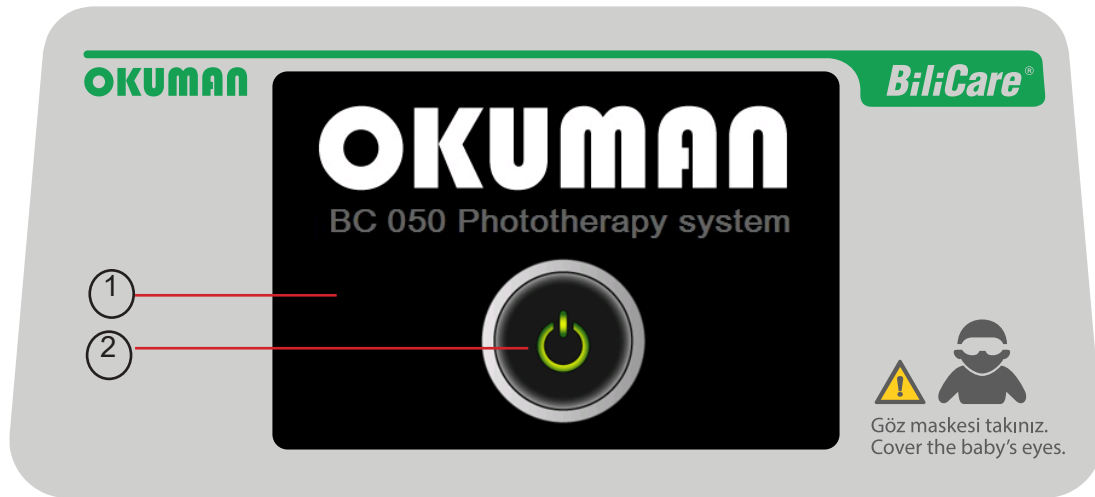 OKUMAN
BiliCare®
OKUMAN
BC 050 Phototherapy system
1
2
Göz maskesi takınız.
Cover the baby's eyes.